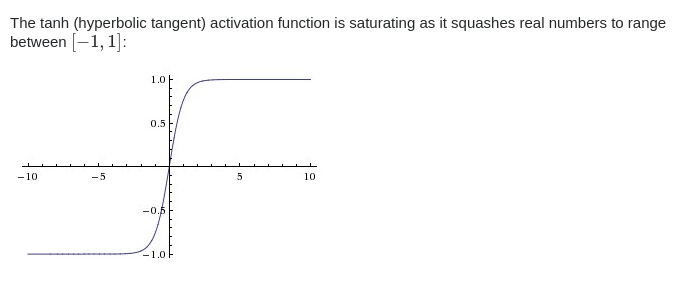 The tanh (hyperbolic tangent) activation function is saturating as it squashes real numbers to range
between [−1, 1]:
1.0
0.5
−10 −5 5 10
−0.5
−1.0